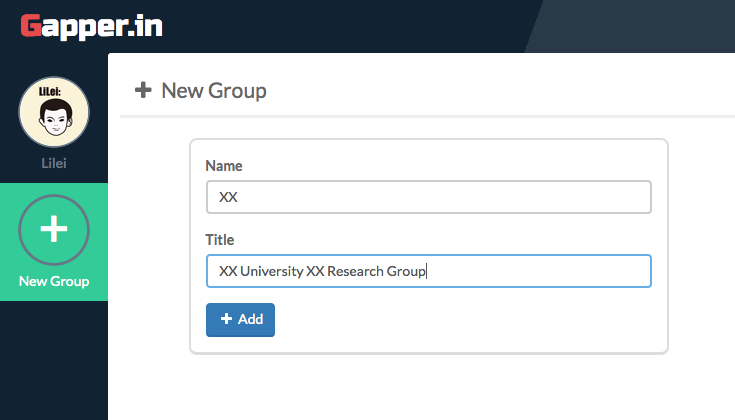 Gapper.in
LiLei:
Lilei
New Group
New Group
Name
XX
Title
XX University XX Research Group
Add